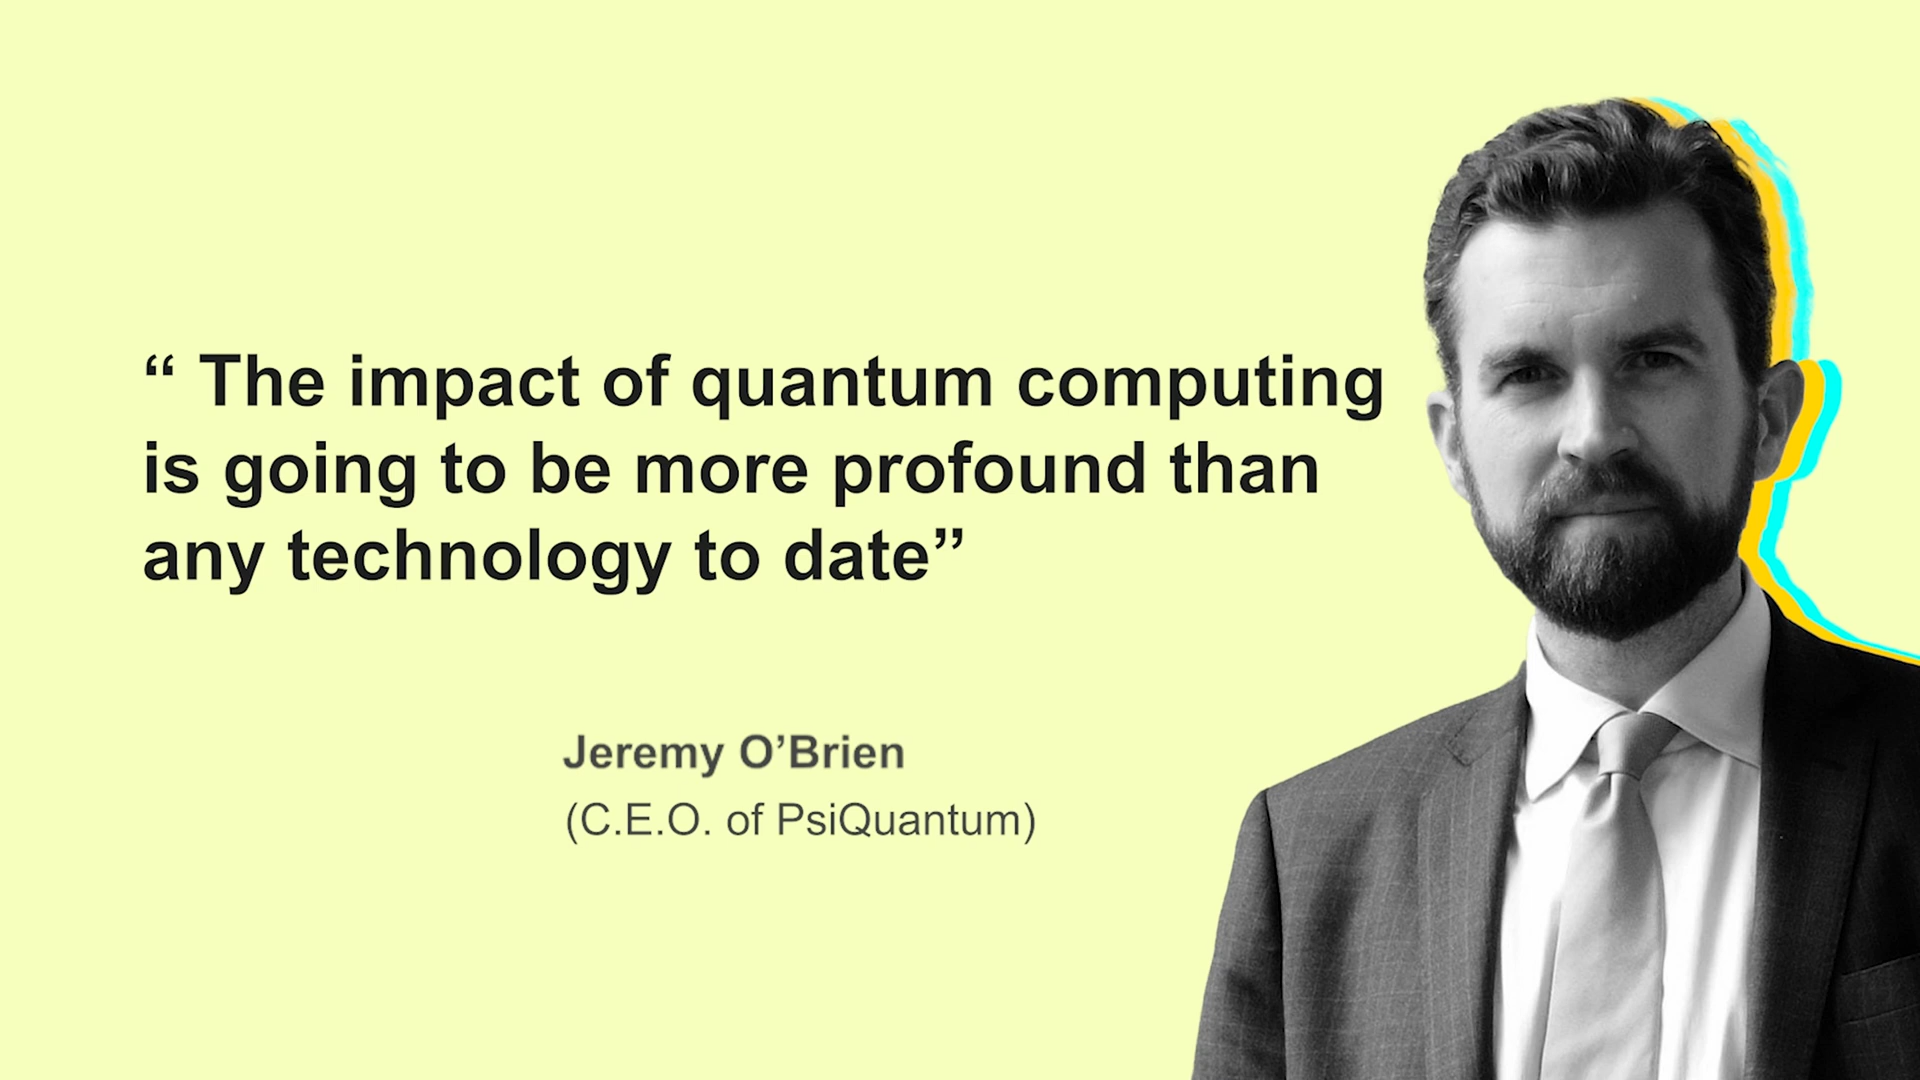 “ The impact of quantum computing
is going to be more profound than
any technology to date”
Jeremy O’Brien
(C.E.O. of PsiQuantum)